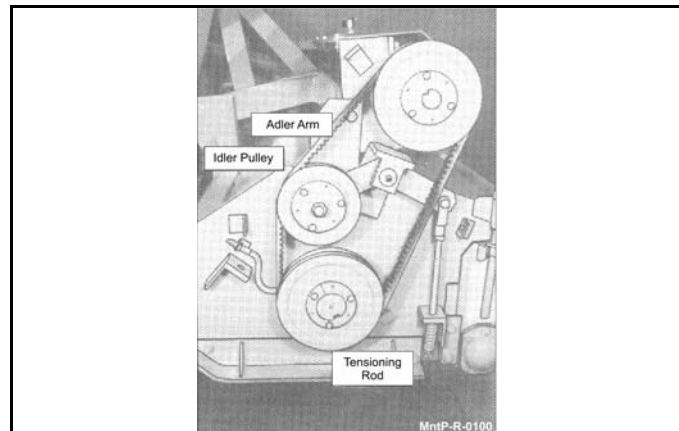 Adler Arm
Idler Pulley
Tensioning
Rod
MntP-R-0100